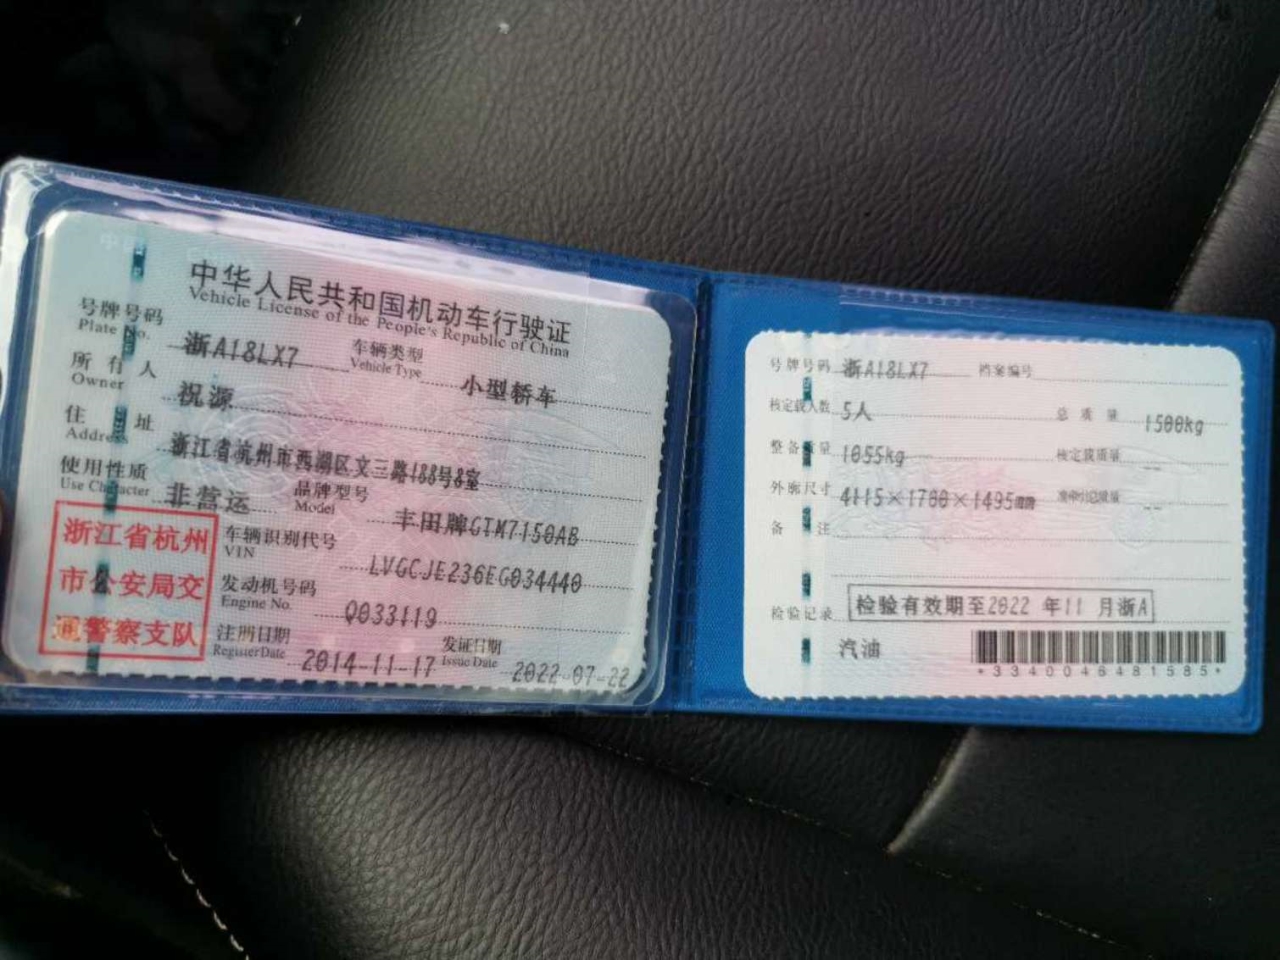 中华人民共和国机动车行驶证
Vehicle License of the People's Republic of China
号牌号码 浙A18LX7 车辆类型 小型轿车
Plate No. Vehicle Type
所有人 祝源
Owner
住址 浙江省杭州市西湖区文三路188号8室
Address
使用性质 非营运 品牌型号 丰田牌GTM7150AB
Use Character Model
浙江省杭州
市公安局交
通警察支队
车辆识别代号 LVGCJE236EG034440
VIN
发动机号码 Q033119
Engine No.
注册日期 2014-11-17 发证日期 2022-07-22
Register Date Issue Date
号牌号码 浙A18LX7 档案编号
核定载人数 5人 总质量 1500kg
整备质量 1055kg 核定载质量 --
外廓尺寸 4115×1700×1495mm 准牵引总质量 --
备注
检验记录 检验有效期至2022年11月浙A
汽油
*3340046481585*